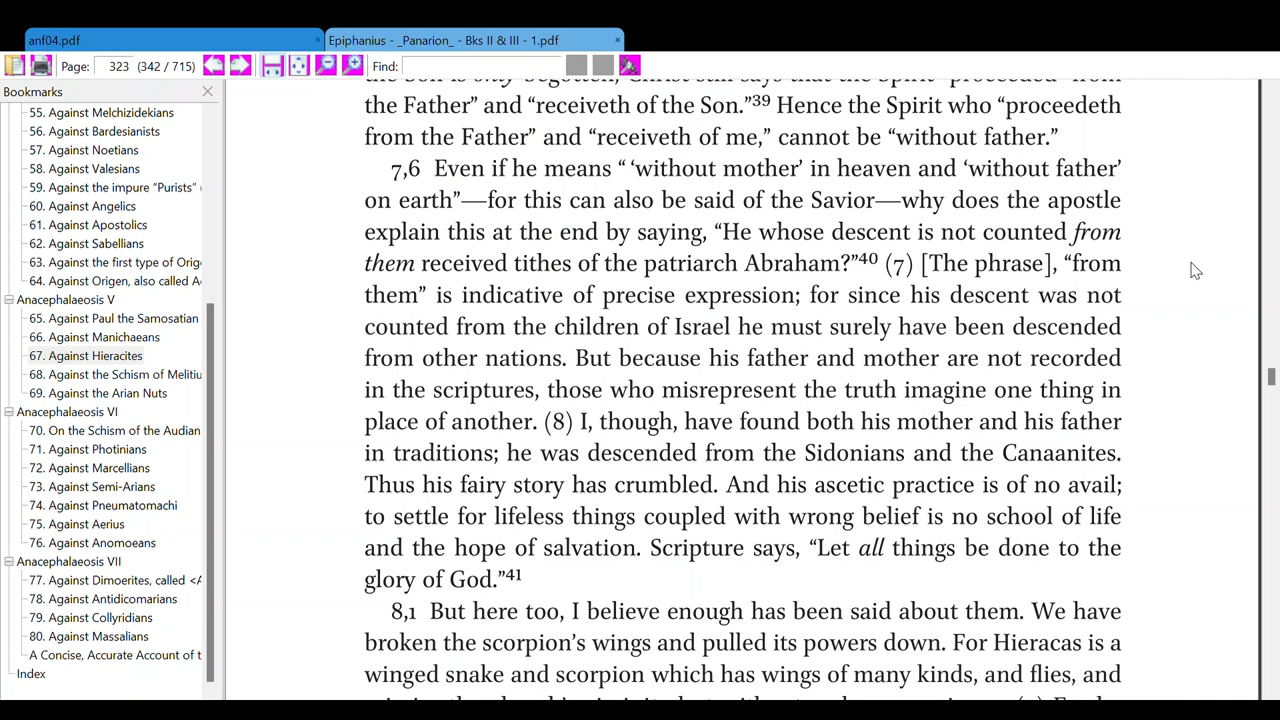 anf04.pdf
Epiphanius - _Panarion_ - Bks II & III - 1.pdf
Page: 323 (342 / 715)
Find:
Bookmarks
55. Against Melchizidekians
56. Against Bardesianists
57. Against Noetians
58. Against Valesians
59. Against the impure “Purists” (
60. Against Angelics
61. Against Apostolics
62. Against Sabellians
63. Against the first type of Orig
64. Against Origen, also called A
Anacephalaeosis V
65. Against Paul the Samosatian
66. Against Manichaeans
67. Against Hieracites
68. Against the Schism of Melitiu
69. Against the Arian Nuts
Anacephalaeosis VI
70. On the Schism of the Audian
71. Against Photinians
72. Against Marcellians
73. Against Semi-Arians
74. Against Pneumatomachi
75. Against Aerius
76. Against Anomoeans
Anacephalaeosis VII
77. Against Dimoerites, called <A
78. Against Antidicomarians
79. Against Collyridians
80. Against Massalians
A Concise, Accurate Account of t
Index
the Son is only-begotten, Christ still says that the Spirit “proceeded” from
the Father” and “receiveth of the Son.”39 Hence the Spirit who “proceedeth
from the Father” and “receiveth of me,” cannot be “without father.”
7,6 Even if he means “ ‘without mother’ in heaven and ‘without father’
on earth”—for this can also be said of the Savior—why does the apostle
explain this at the end by saying, “He whose descent is not counted from
them received tithes of the patriarch Abraham?”40 (7) [The phrase], “from
them” is indicative of precise expression; for since his descent was not
counted from the children of Israel he must surely have been descended
from other nations. But because his father and mother are not recorded
in the scriptures, those who misrepresent the truth imagine one thing in
place of another. (8) I, though, have found both his mother and his father
in traditions; he was descended from the Sidonians and the Canaanites.
Thus his fairy story has crumbled. And his ascetic practice is of no avail;
to settle for lifeless things coupled with wrong belief is no school of life
and the hope of salvation. Scripture says, “Let all things be done to the
glory of God.”41
8,1 But here too, I believe enough has been said about them. We have
broken the scorpion’s wings and pulled its powers down. For Hieracas is a
winged snake and scorpion which has wings of many kinds, and flies, and